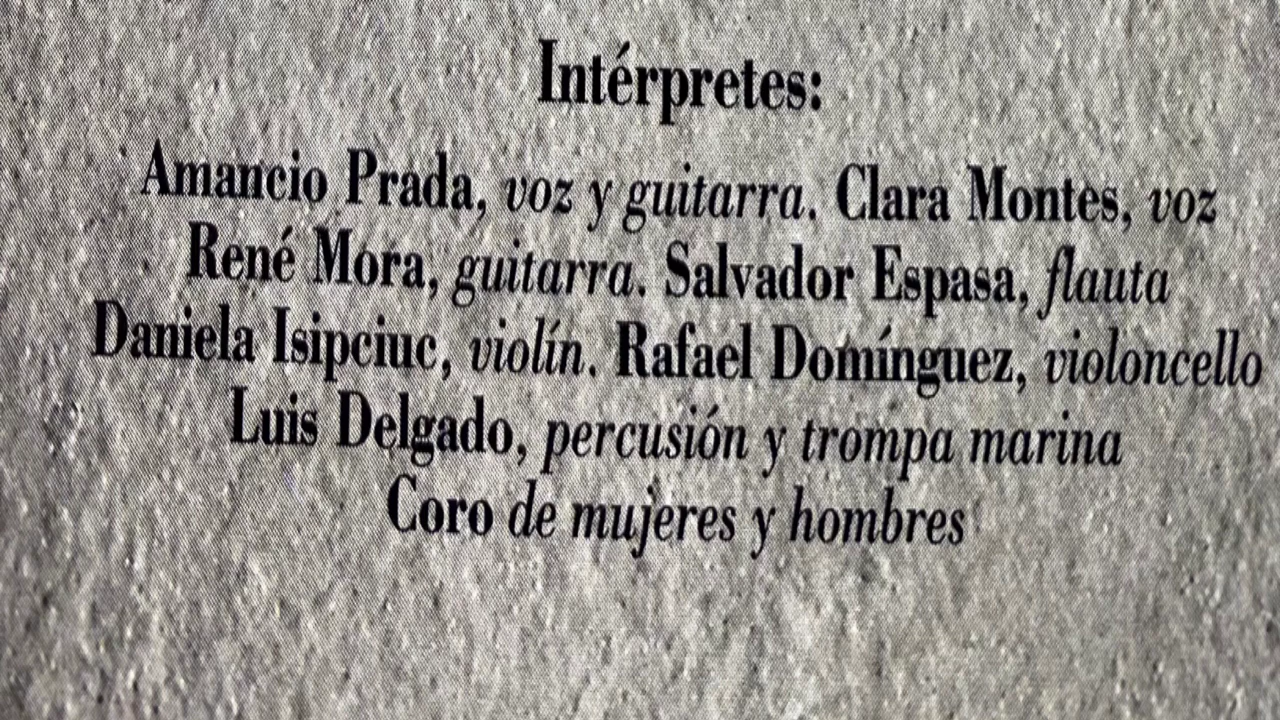 Intérpretes:
Amancio Prada, voz y guitarra. Clara Montes, voz
René Mora, guitarra. Salvador Espasa, flauta
Daniela Isipciuc, violín. Rafael Domínguez, violoncello
Luis Delgado, percusión y trompa marina
Coro de mujeres y hombres